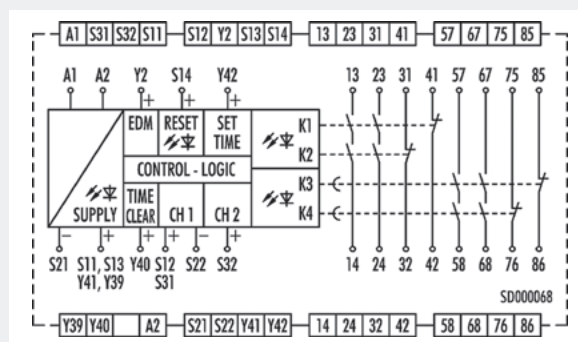 A1 S31 S32 S11 S12 Y2 S13 S14 13 23 31 41 57 67 75 85
A1 A2 Y2 S14 Y42 13 23 31 41 57 67 75 85
+ + +
EDM RESET SET TIME K1
K2
CONTROL - LOGIC
SUPPLY TIME CLEAR CH 1 CH 2 K3
K4
- + + + - +
S21 S11, S13 Y40 S12 S22 S32 14 24 32 42 58 68 76 86
Y41, Y39 S31
SD000068
Y39 Y40 A2 S21 S22 Y41 Y42 14 24 32 42 58 68 76 86